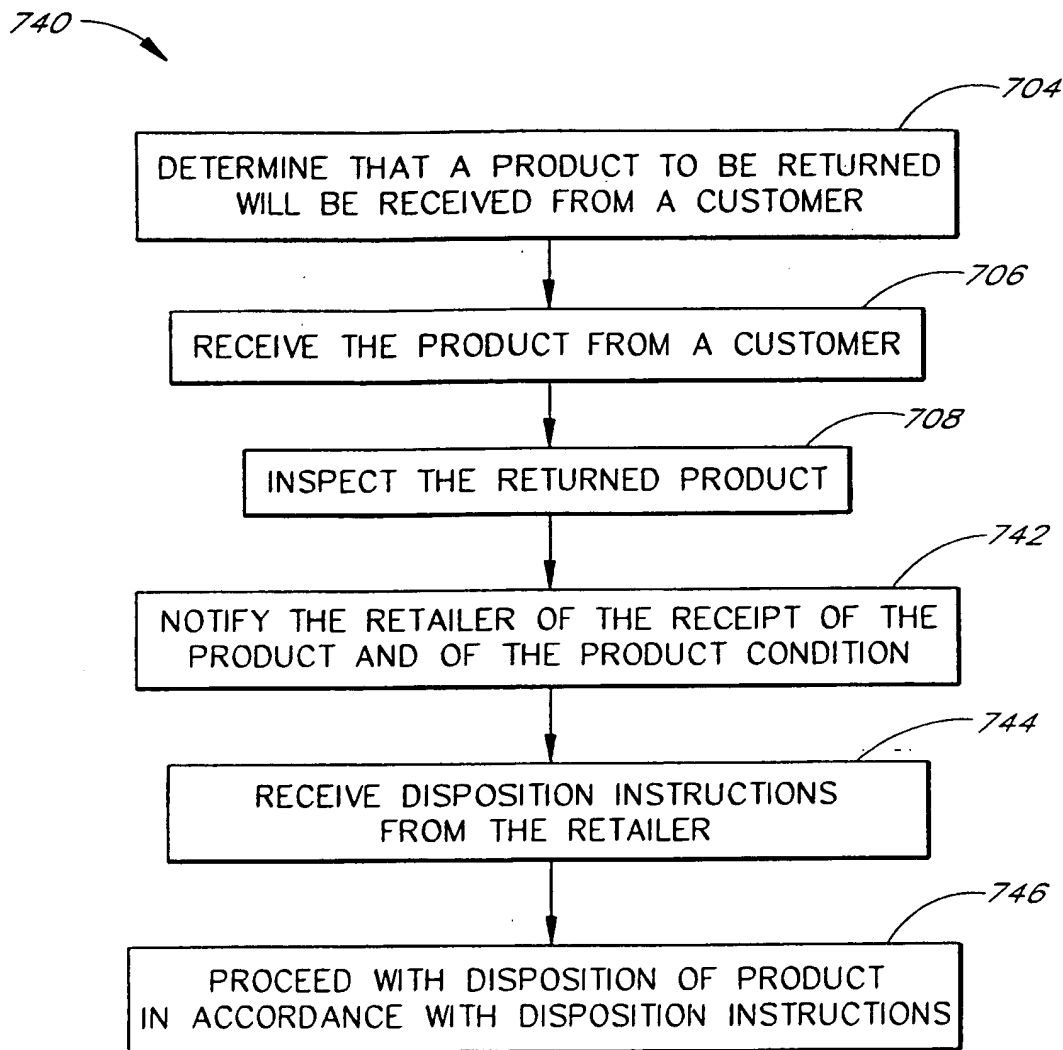 740
704
DETERMINE THAT A PRODUCT TO BE RETURNED
WILL BE RECEIVED FROM A CUSTOMER
706
RECEIVE THE PRODUCT FROM A CUSTOMER
708
INSPECT THE RETURNED PRODUCT
742
NOTIFY THE RETAILER OF THE RECEIPT OF THE
PRODUCT AND OF THE PRODUCT CONDITION
744
RECEIVE DISPOSITION INSTRUCTIONS
FROM THE RETAILER
746
PROCEED WITH DISPOSITION OF PRODUCT
IN ACCORDANCE WITH DISPOSITION INSTRUCTIONS